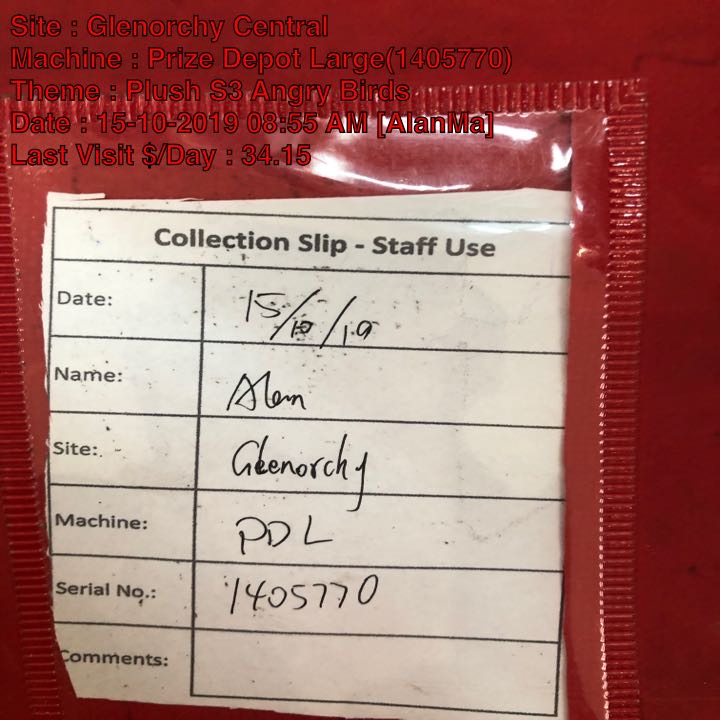 Site : Glenorchy Central
Machine : Prize Depot Large(1405770)
Theme : Plush S3 Angry Birds
Date : 15-10-2019 08:55 AM [AlanMa]
Last Visit $/Day : 34.15
Collection Slip - Staff Use
Date: 15/10/19
Name: Alan
Site: Glenorchy
Machine: PDL
Serial No.: 1405770
Comments: